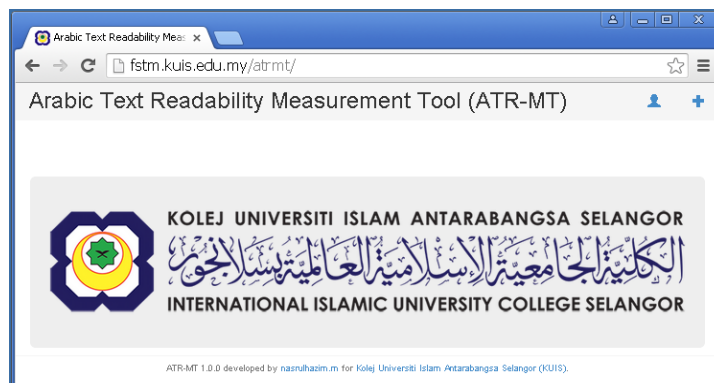 Arabic Text Readability Meas
fstm.kuis.edu.my/atrmt/
Arabic Text Readability Measurement Tool (ATR-MT)
KOLEJ UNIVERSITI ISLAM ANTARABANGSA SELANGOR
الكلية الجامعية الإسلامية العالمية بسلانجور
INTERNATIONAL ISLAMIC UNIVERSITY COLLEGE SELANGOR
ATR-MT 1.0.0 developed by nasrulhazim.m for Kolej Universiti Islam Antarabangsa Selangor (KUIS).